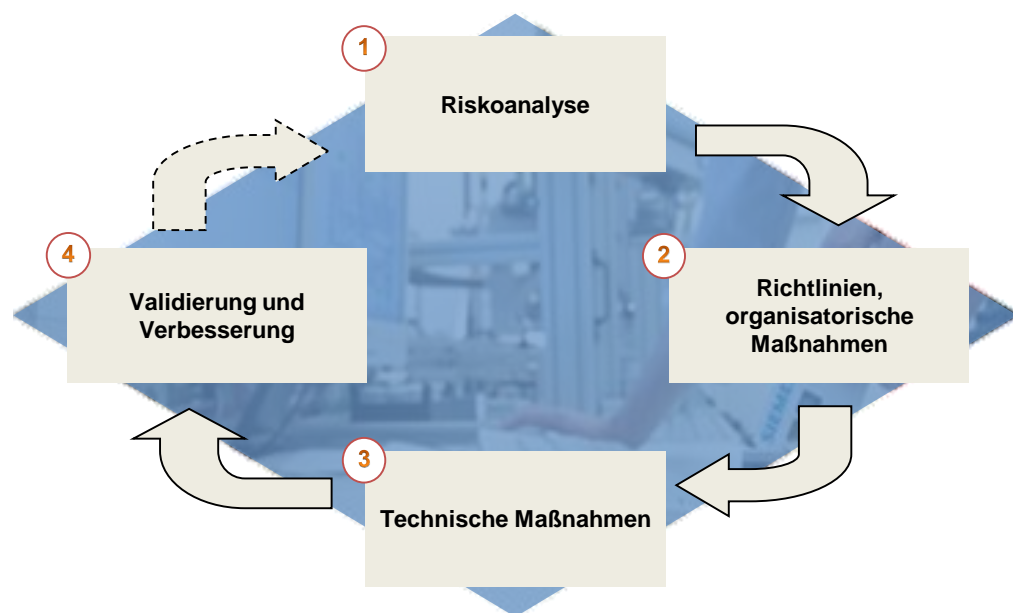 1
Riskoanalyse
2
Richtlinien,
organisatorische
Maßnahmen
3
Technische Maßnahmen
4
Validierung und
Verbesserung